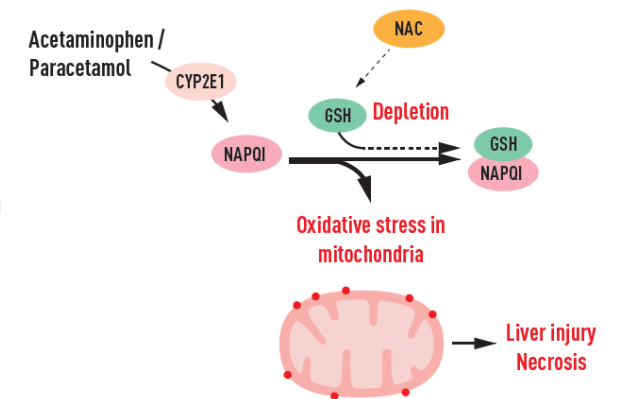 NAC
Acetaminophen /
Paracetamol
CYP2E1
GSH
Depletion
NAPQI
GSH
NAPQI
Oxidative stress in
mitochondria
Liver injury
Necrosis